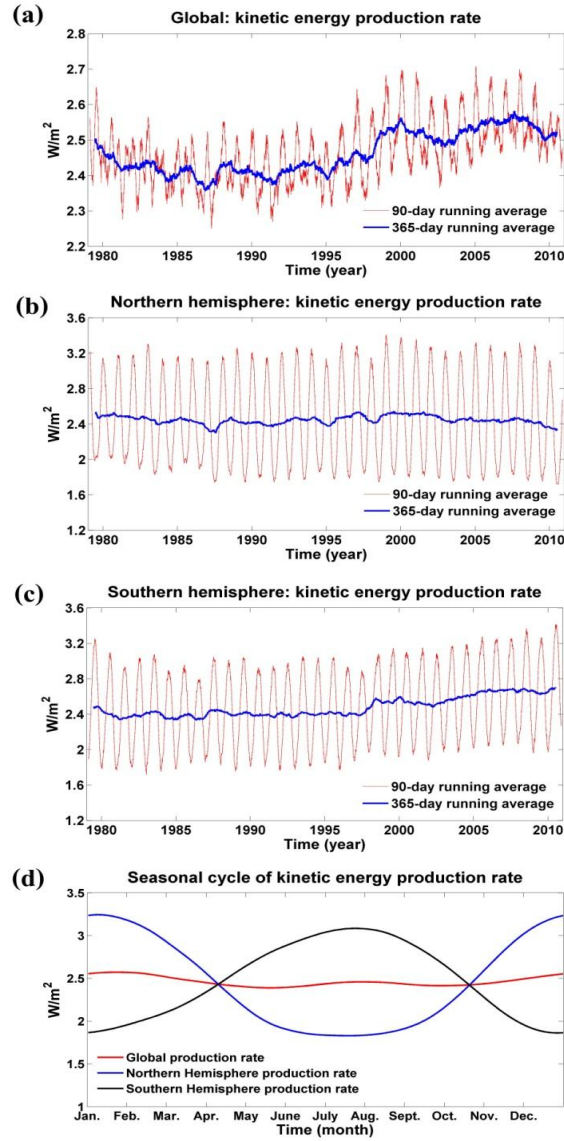 (a)
Global: kinetic energy production rate
2.8
2.7
2.6
2.5
2.4
2.3
2.2
W/m²
90-day running average
365-day running average
1980 1985 1990 1995 2000 2005 2010
Time (year)
(b)
Northern hemisphere: kinetic energy production rate
3.6
3.2
2.8
2.4
2
1.6
1.2
W/m²
90-day running average
365-day running average
1980 1985 1990 1995 2000 2005 2010
Time (year)
(c)
Southern hemisphere: kinetic energy production rate
3.6
3.2
2.8
2.4
2
1.6
1.2
W/m²
90-day running average
365-day running average
1980 1985 1990 1995 2000 2005 2010
Time (year)
(d)
Seasonal cycle of kinetic energy production rate
3.5
3
2.5
2
1.5
1
W/m²
Global production rate
Northern Hemisphere production rate
Southern Hemisphere production rate
Jan. Feb. Mar. Apr. May June July Aug. Sept. Oct. Nov. Dec.
Time (month)